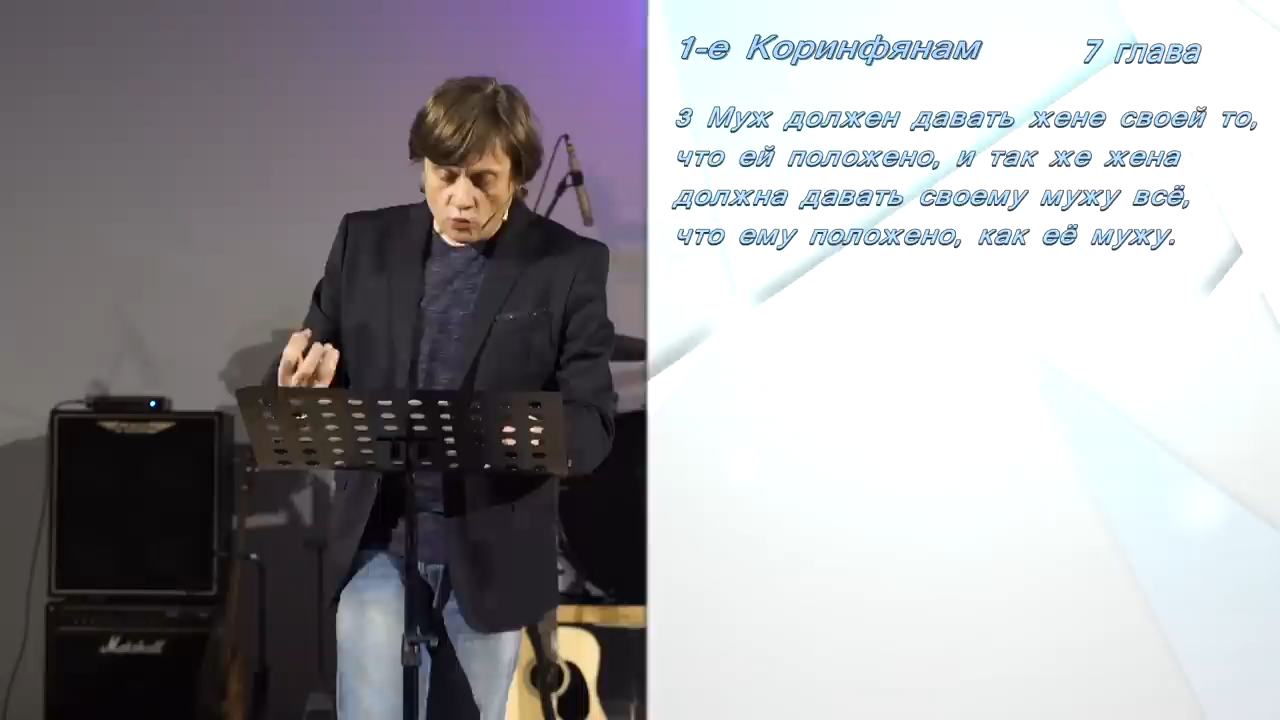 1-е Коринфянам 7 глава
3 Муж должен давать жене своей то,
что ей положено, и так же жена
должна давать своему мужу всё,
что ему положено, как её мужу.
Marshall